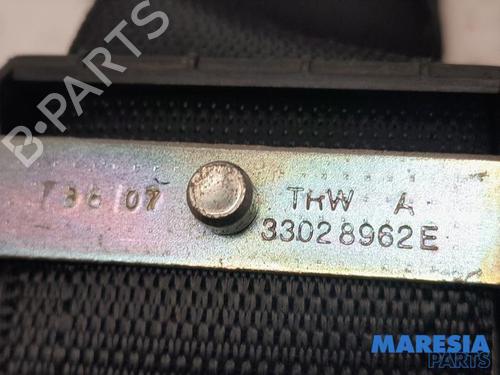 B-PARTS
36 07
TRW A
33028962E
MARESIA
PARTS